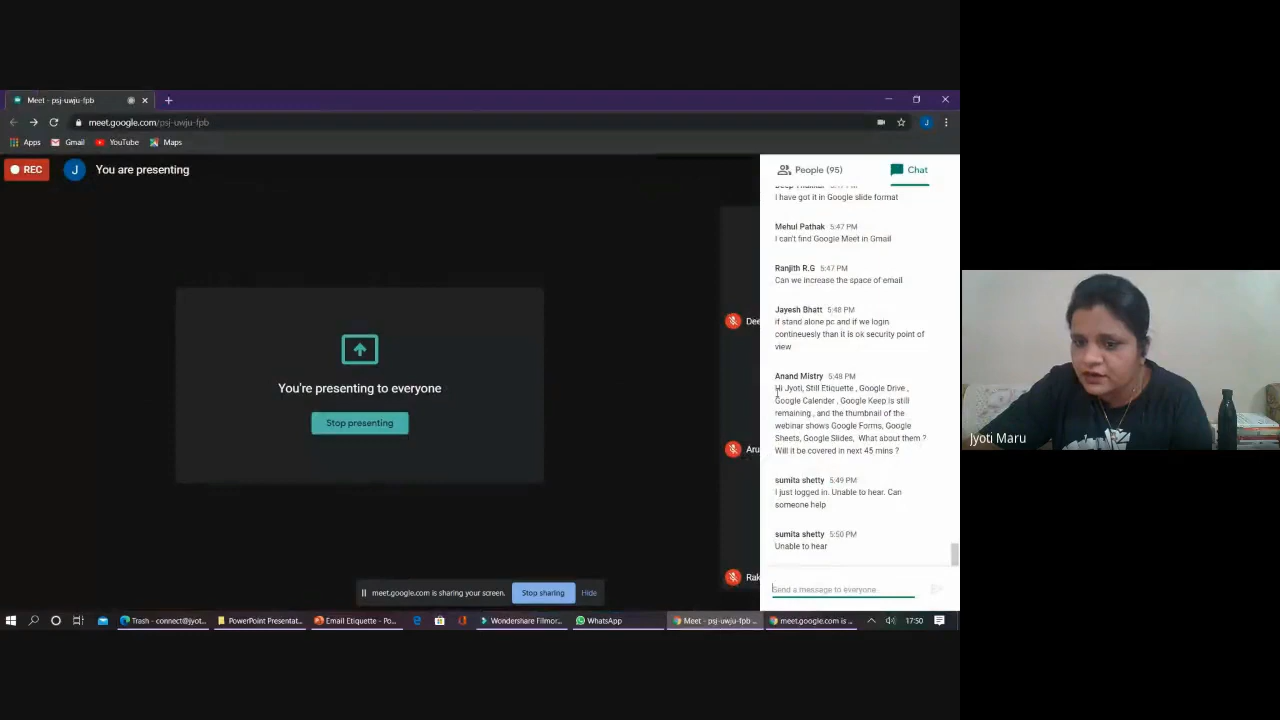 Meet - psj-uwju-fpb
meet.google.com/psj-uwju-fpb
J
Apps Gmail YouTube Maps
REC
J
You are presenting
People (95)
Chat
5:47 PM
I have got it in Google slide format
Mehul Pathak 5:47 PM
I can't find Google Meet in Gmail
Ranjith R.G 5:47 PM
Can we increase the space of email
Jayesh Bhatt 5:48 PM
if stand alone pc and if we login
contineuesly than it is ok security point of
view
Anand Mistry 5:48 PM
Hi Jyoti, Still Etiquette , Google Drive ,
Google Calender , Google Keep is still
remaining , and the thumbnail of the
webinar shows Google Forms, Google
Sheets, Google Slides, What about them ?
Will it be covered in next 45 mins ?
sumita shetty 5:49 PM
I just logged in. Unable to hear. Can
someone help
sumita shetty 5:50 PM
Unable to hear
Send a message to everyone
You're presenting to everyone
Stop presenting
Dee
Aru
Rak
meet.google.com is sharing your screen.
Stop sharing
Hide
Jyoti Maru
Trash - connect@jyot...
PowerPoint Presentat...
Email Etiquette - Po...
Wondershare Filmor...
WhatsApp
Meet - psj-uwju-fpb ...
meet.google.com is ...
17:50